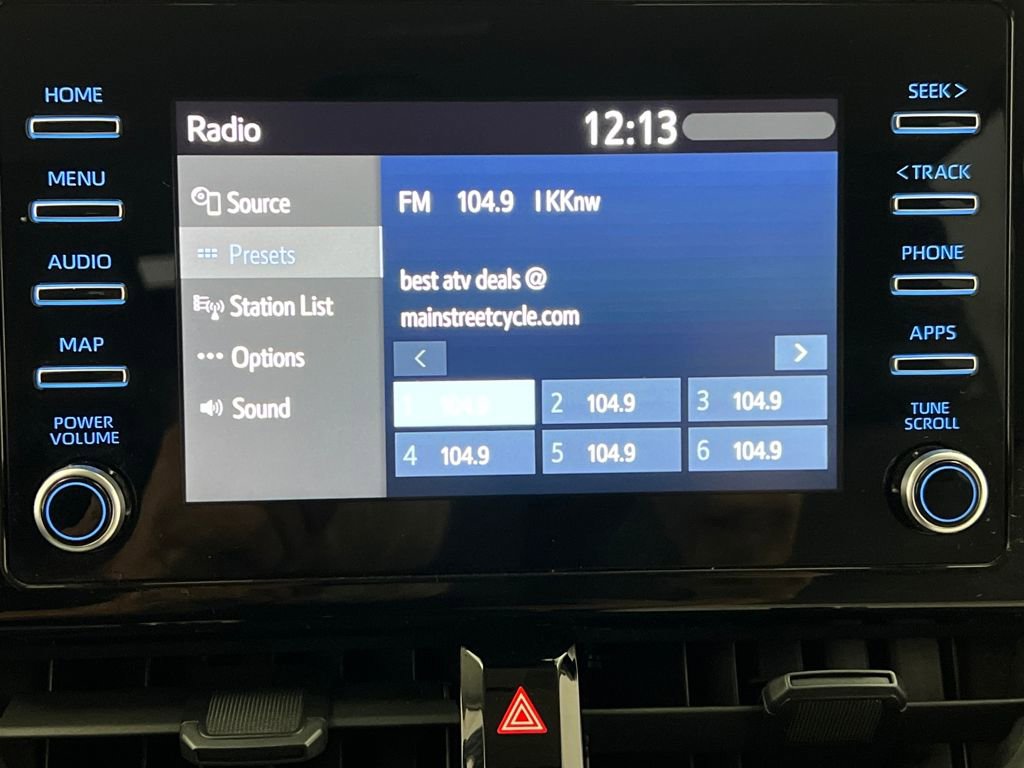 HOME
MENU
AUDIO
MAP
POWER
VOLUME
Radio 12:13
Source
Presets
Station List
Options
Sound
FM 104.9 IKKnw
best atv deals @
mainstreetcycle.com
< >
1 104.9 2 104.9 3 104.9
4 104.9 5 104.9 6 104.9
SEEK >
< TRACK
PHONE
APPS
TUNE
SCROLL